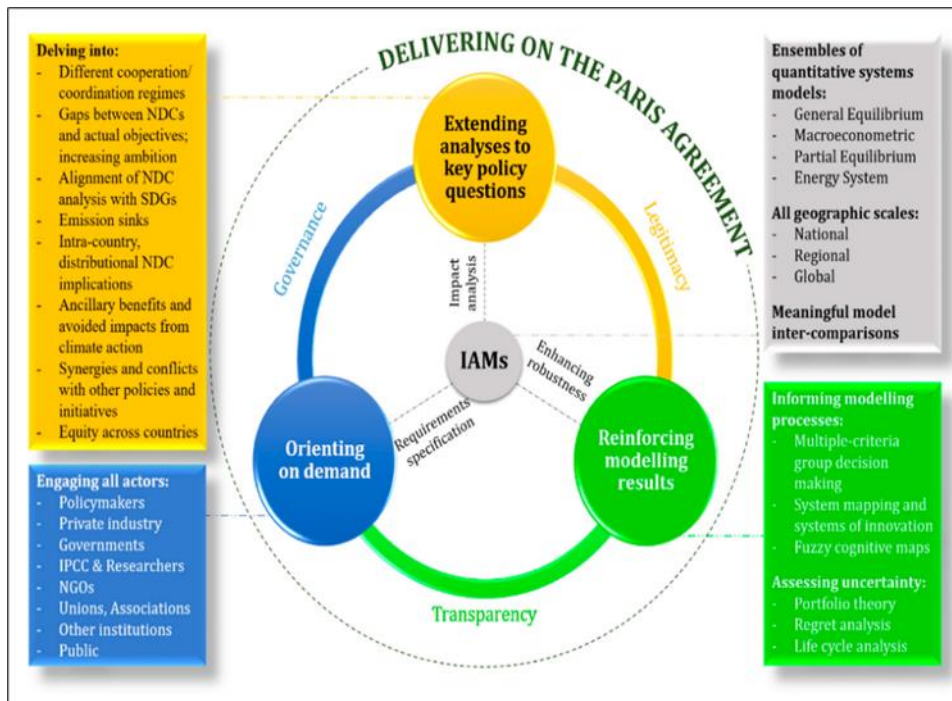 DELIVERING ON THE PARIS AGREEMENT
Delving into:
- Different cooperation/
coordination regimes
- Gaps between NDCs
and actual objectives;
increasing ambition
- Alignment of NDC
analysis with SDGs
- Emission sinks
- Intra-country,
distributional NDC
implications
- Ancillary benefits and
avoided impacts from
climate action
- Synergies and conflicts
with other policies and
initiatives
- Equity across countries
Engaging all actors:
- Policymakers
- Private industry
- Governments
- IPCC & Researchers
- NGOs
- Unions, Associations
- Other institutions
- Public
Extending
analyses to
key policy
questions
Governance
Legitimacy
Impact
analysis
IAMs
Enhancing
robustness
Requirements
specification
Orienting
on demand
Reinforcing
modelling
results
Transparency
Ensembles of
quantitative systems
models:
- General Equilibrium
- Macroeconometric
- Partial Equilibrium
- Energy System
All geographic scales:
- National
- Regional
- Global
Meaningful model
inter-comparisons
Informing modelling
processes:
- Multiple-criteria
group decision
making
- System mapping and
systems of innovation
- Fuzzy cognitive maps
Assessing uncertainty:
- Portfolio theory
- Regret analysis
- Life cycle analysis